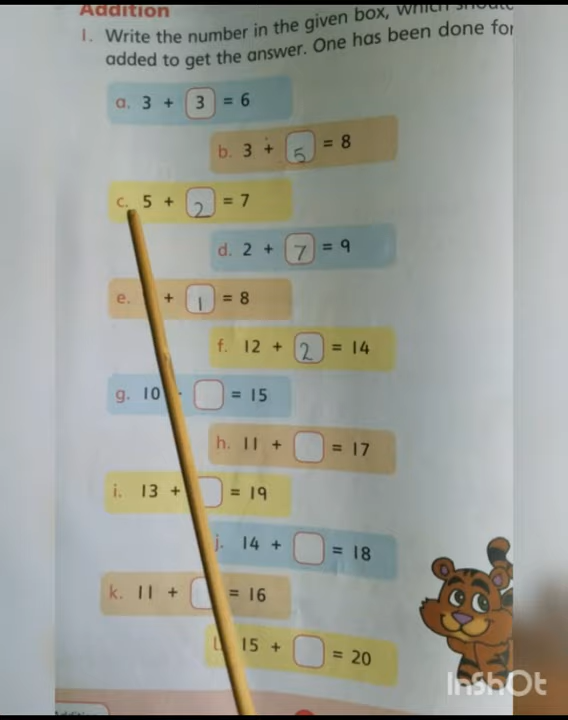 Addition
1. Write the number in the given box, which should
added to get the answer. One has been done for
a. 3 + 3 = 6
b. 3 + 5 = 8
c. 5 + 2 = 7
d. 2 + 7 = 9
e. + 1 = 8
f. 12 + 2 = 14
g. 10 = 15
h. 11 + = 17
i. 13 + = 19
j. 14 + = 18
k. 11 + = 16
l. 15 + = 20
InShOt